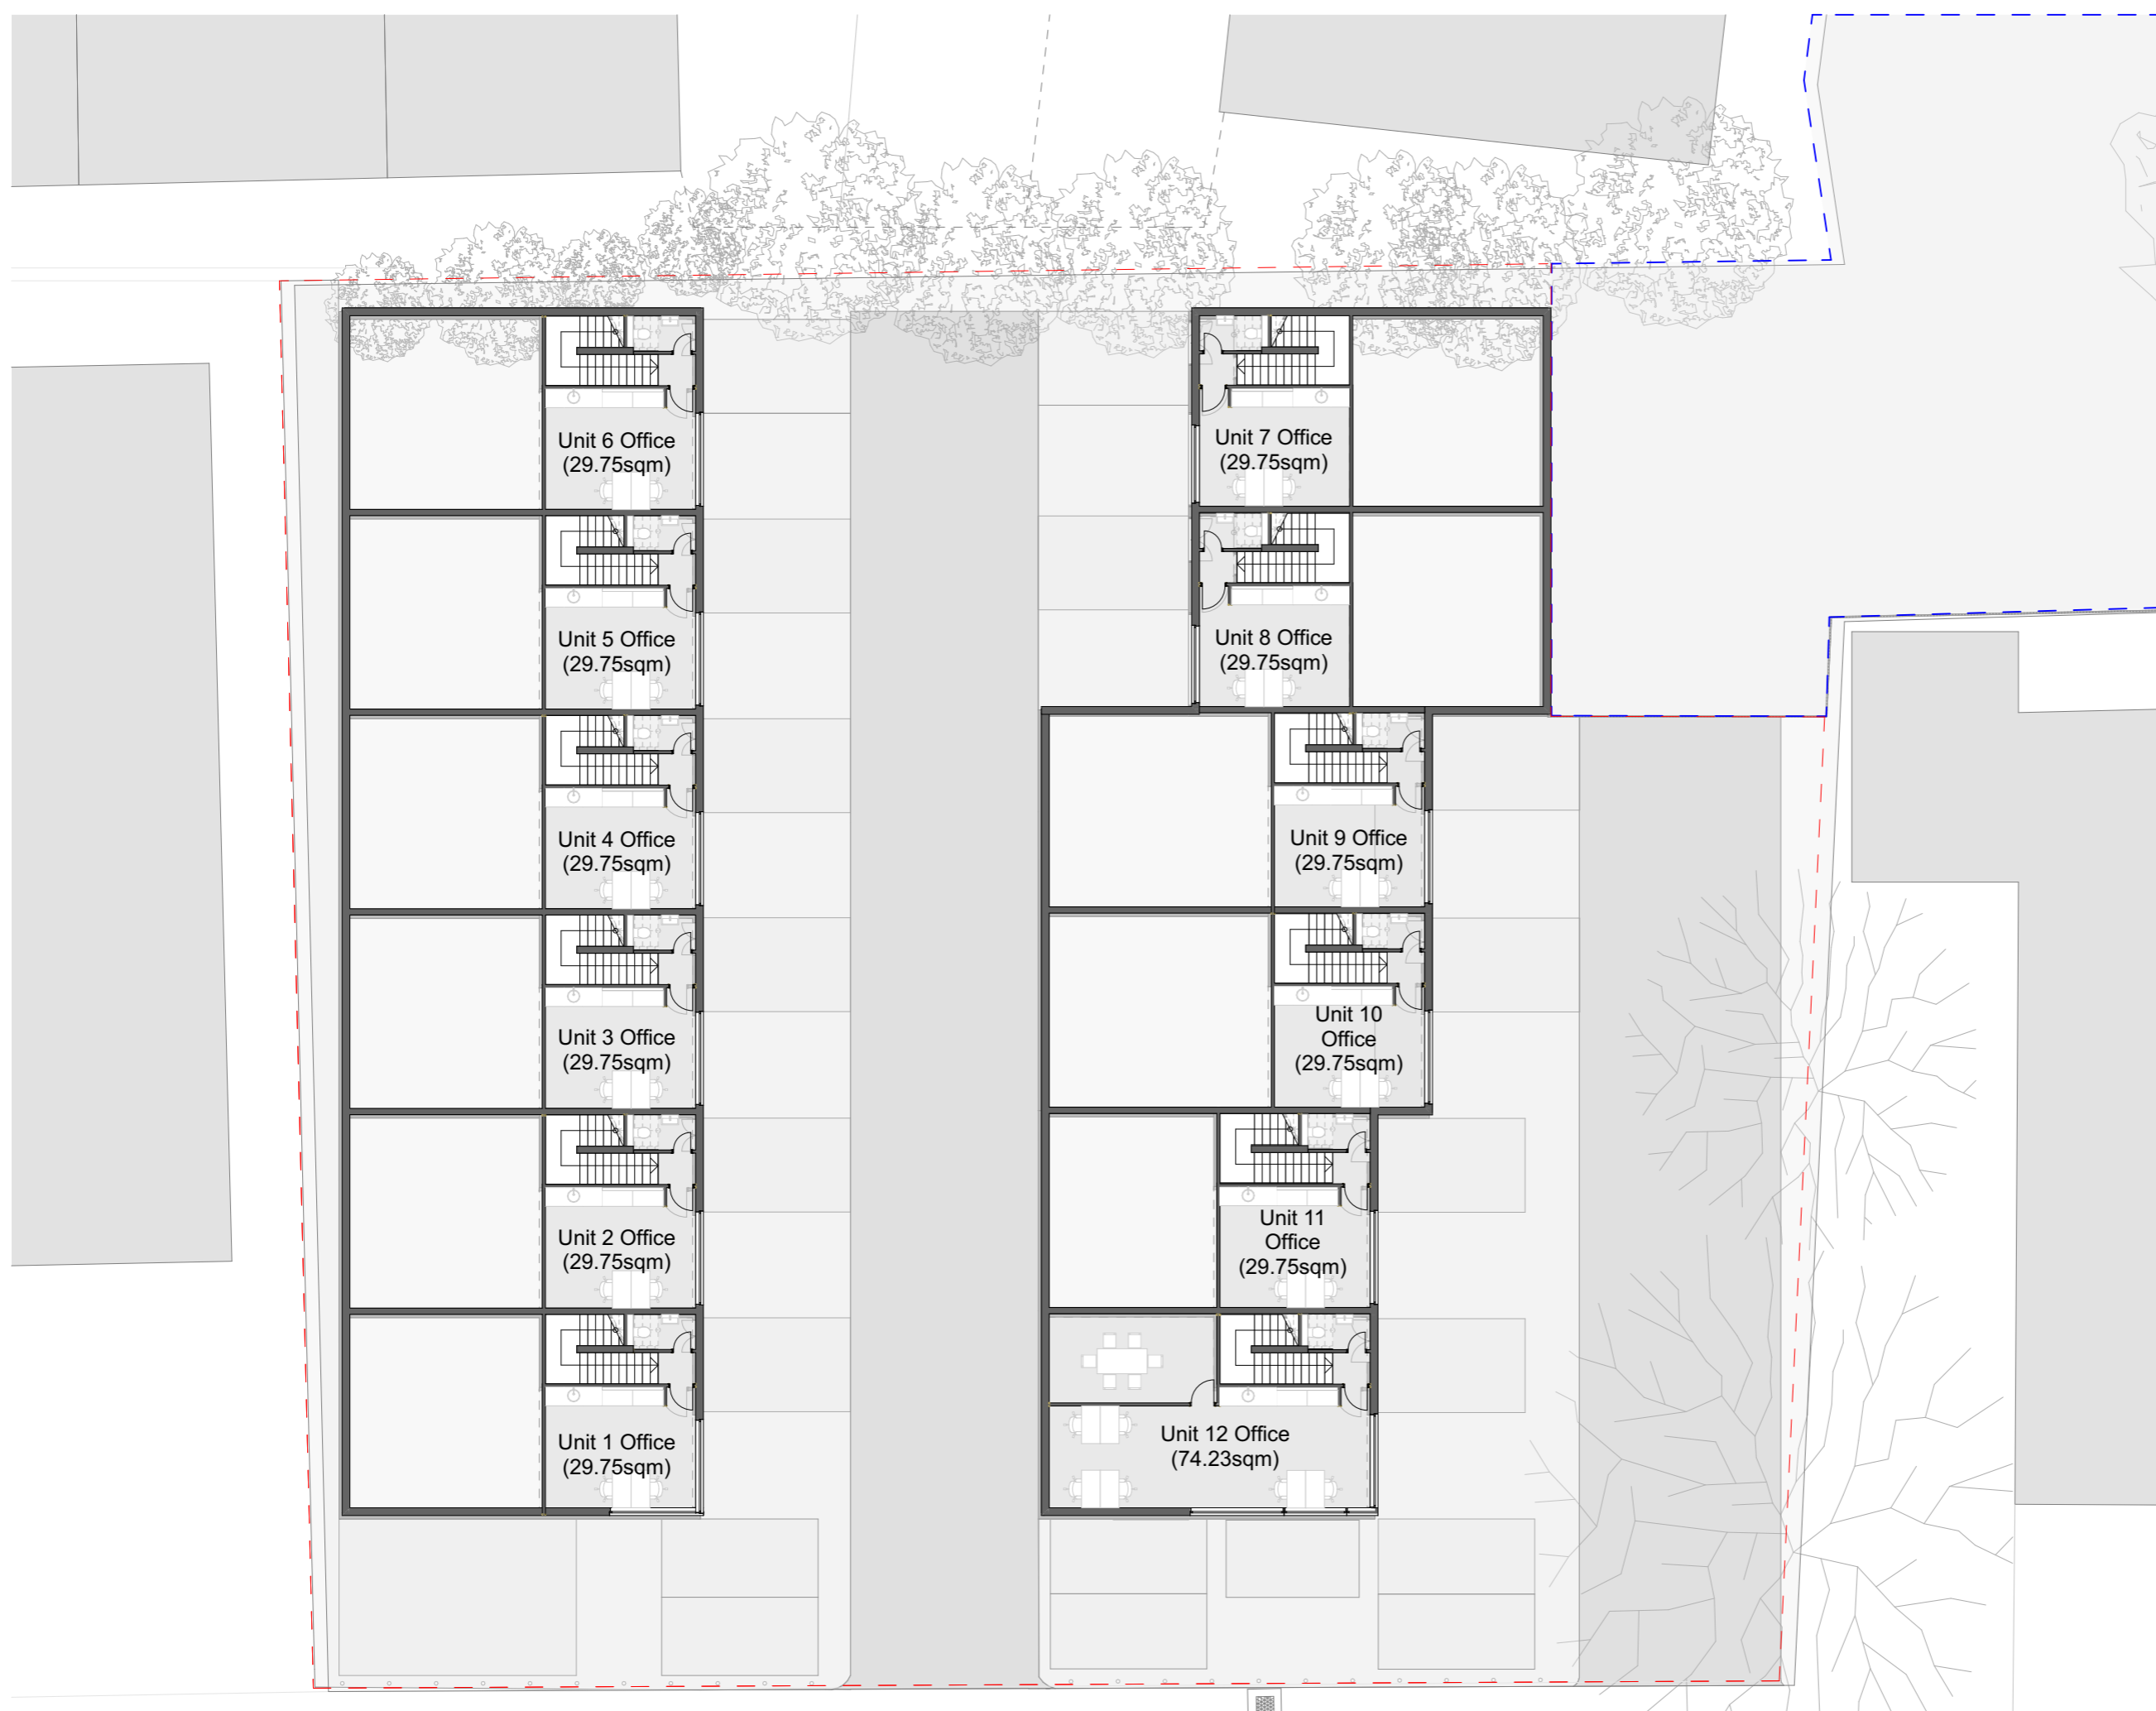 Unit 6 Office
(29.75sqm)
Unit 5 Office
(29.75sqm)
Unit 4 Office
(29.75sqm)
Unit 3 Office
(29.75sqm)
Unit 2 Office
(29.75sqm)
Unit 1 Office
(29.75sqm)
Unit 7 Office
(29.75sqm)
Unit 8 Office
(29.75sqm)
Unit 9 Office
(29.75sqm)
Unit 10
Office
(29.75sqm)
Unit 11
Office
(29.75sqm)
Unit 12 Office
(74.23sqm)